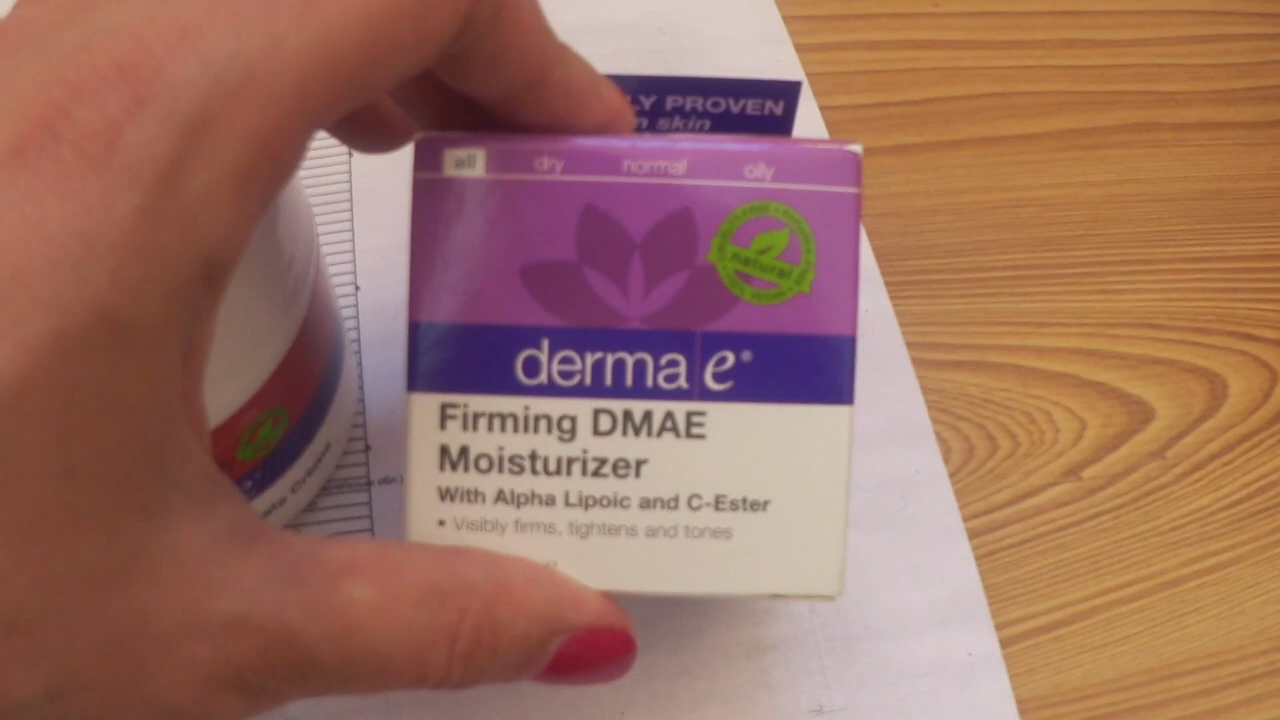 LY PROVEN
n skin
all dry normal oily
natural
derma e®
Firming DMAE
Moisturizer
With Alpha Lipoic and C-Ester
• Visibly firms, tightens and tones